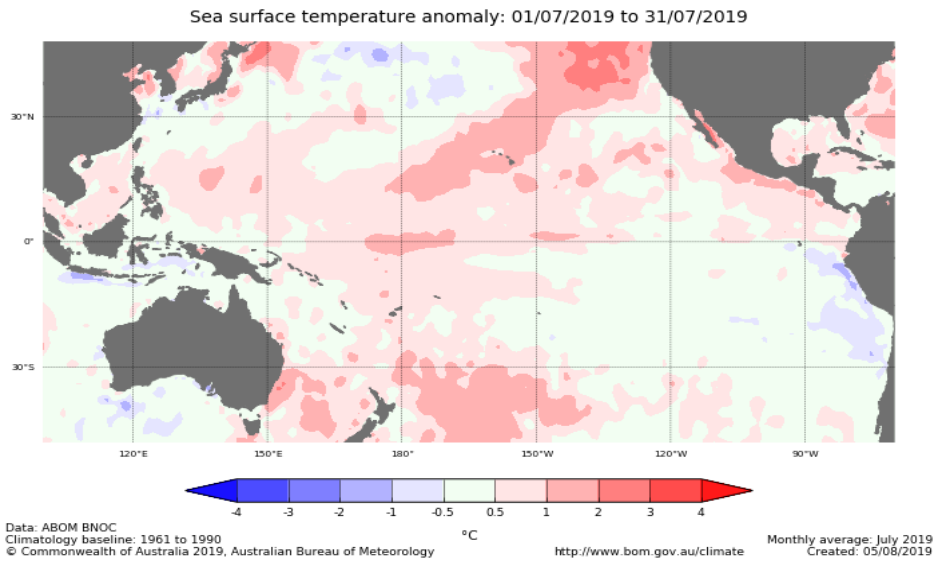 Sea surface temperature anomaly: 01/07/2019 to 31/07/2019
30°N
0°
30°S
120°E 150°E 180° 150°W 120°W 90°W
-4 -3 -2 -1 -0.5 0.5 1 2 3 4
°C
Data: ABOM BNOC
Climatology baseline: 1961 to 1990
© Commonwealth of Australia 2019, Australian Bureau of Meteorology
http://www.bom.gov.au/climate
Monthly average: July 2019
Created: 05/08/2019